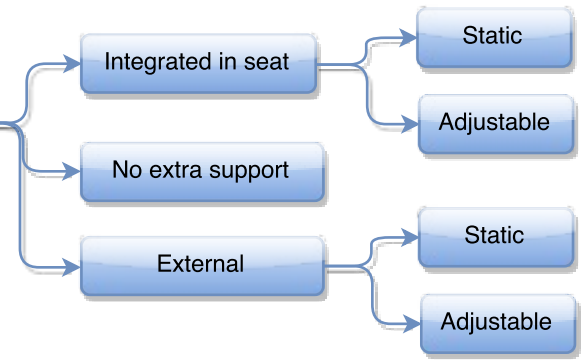 Integrated in seat
Static
Adjustable
No extra support
External
Static
Adjustable